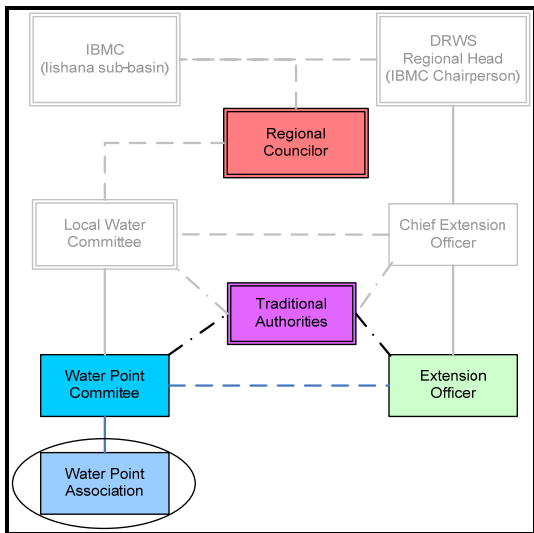 IBMC
(Iishana sub-basin)
DRWS
Regional Head
(IBMC Chairperson)
Regional
Councilor
Local Water
Committee
Chief Extension
Officer
Traditional
Authorities
Water Point
Commitee
Extension
Officer
Water Point
Association